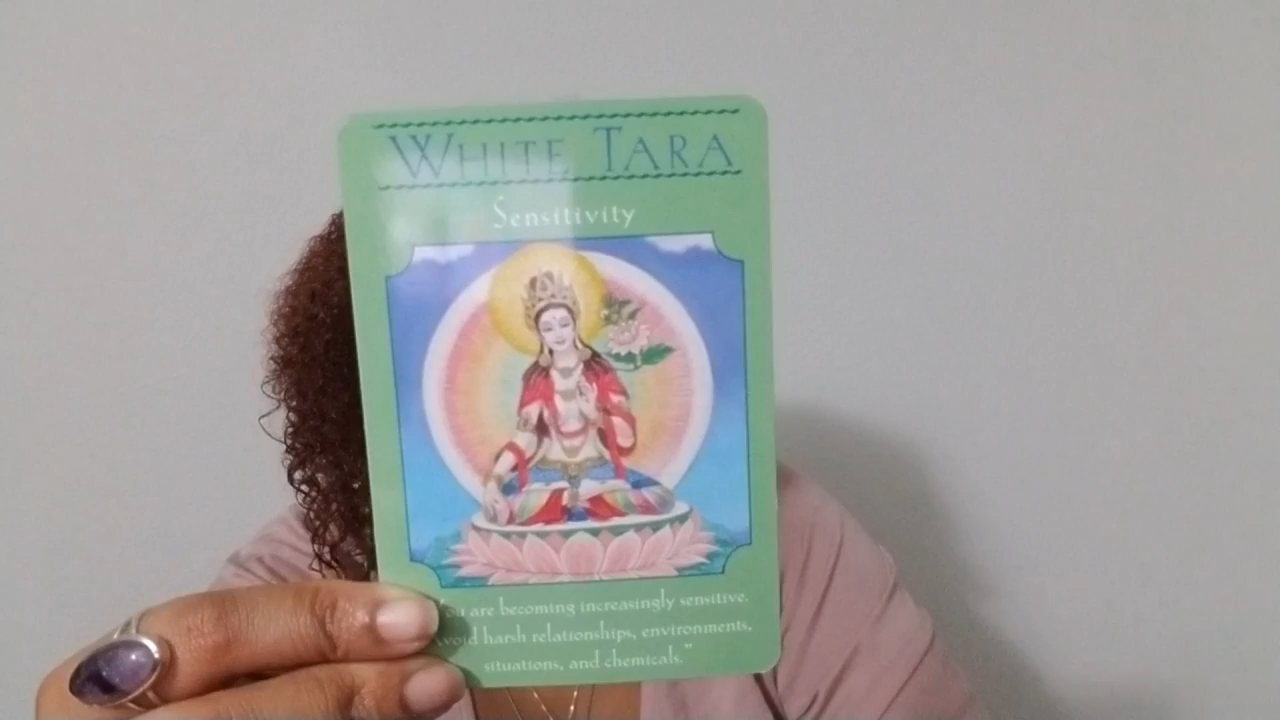 WHITE TARA
Sensitivity
You are becoming increasingly sensitive.
Avoid harsh relationships, environments,
situations, and chemicals.”